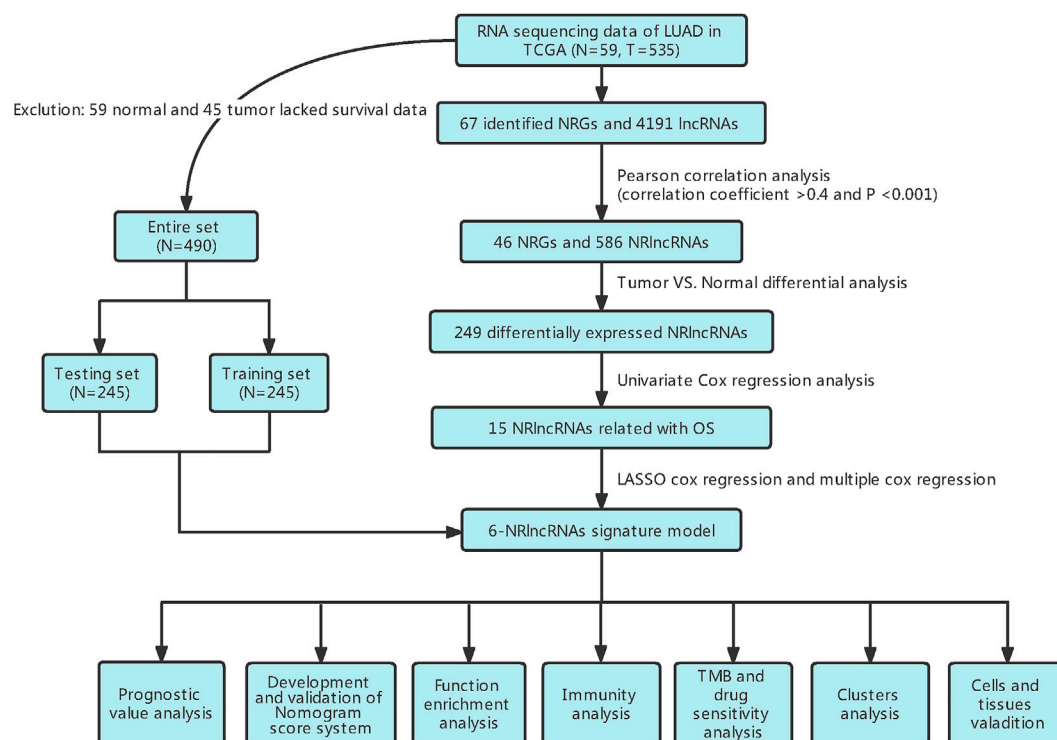 RNA sequencing data of LUAD in
TCGA (N=59, T=535)
Exclution: 59 normal and 45 tumor lacked survival data
67 identified NRGs and 4191 lncRNAs
Pearson correlation analysis
(correlation coefficient >0.4 and P <0.001)
Entire set
(N=490)
46 NRGs and 586 NRlncRNAs
Tumor VS. Normal differential analysis
249 differentially expressed NRlncRNAs
Testing set
(N=245)
Training set
(N=245)
Univariate Cox regression analysis
15 NRlncRNAs related with OS
LASSO cox regression and multiple cox regression
6-NRlncRNAs signature model
Prognostic
value analysis
Development
and validation of
Nomogram
score system
Function
enrichment
analysis
Immunity
analysis
TMB and
drug
sensitivity
analysis
Clusters
analysis
Cells and
tissues
valadition